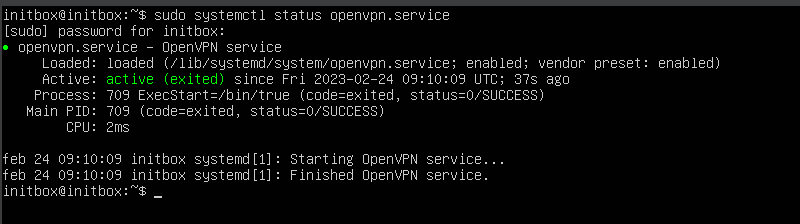 initbox@initbox:~$ sudo systemctl status openvpn.service
[sudo] password for initbox:
● openvpn.service - OpenVPN service
Loaded: loaded (/lib/systemd/system/openvpn.service; enabled; vendor preset: enabled)
Active: active (exited) since Fri 2023-02-24 09:10:09 UTC; 37s ago
Process: 709 ExecStart=/bin/true (code=exited, status=0/SUCCESS)
Main PID: 709 (code=exited, status=0/SUCCESS)
CPU: 2ms
feb 24 09:10:09 initbox systemd[1]: Starting OpenVPN service...
feb 24 09:10:09 initbox systemd[1]: Finished OpenVPN service.
initbox@initbox:~$ _